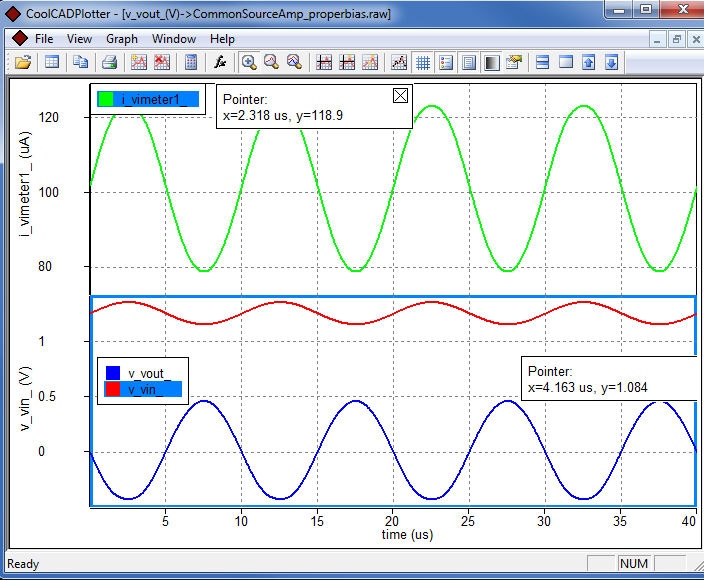 CoolCADPlotter - [v_vout_(V)->CommonSourceAmp_properbias.raw]
File View Graph Window Help
fx
i_vimeter1_
Pointer:
x=2.318 us, y=118.9
i_vimeter1_ (uA)
120
100
80
1
0.5
0
v_vin_ (V)
v_vout_
v_vin_
Pointer:
x=4.163 us, y=1.084
5 10 15 20 25 30 35 40
time (us)
Ready
NUM